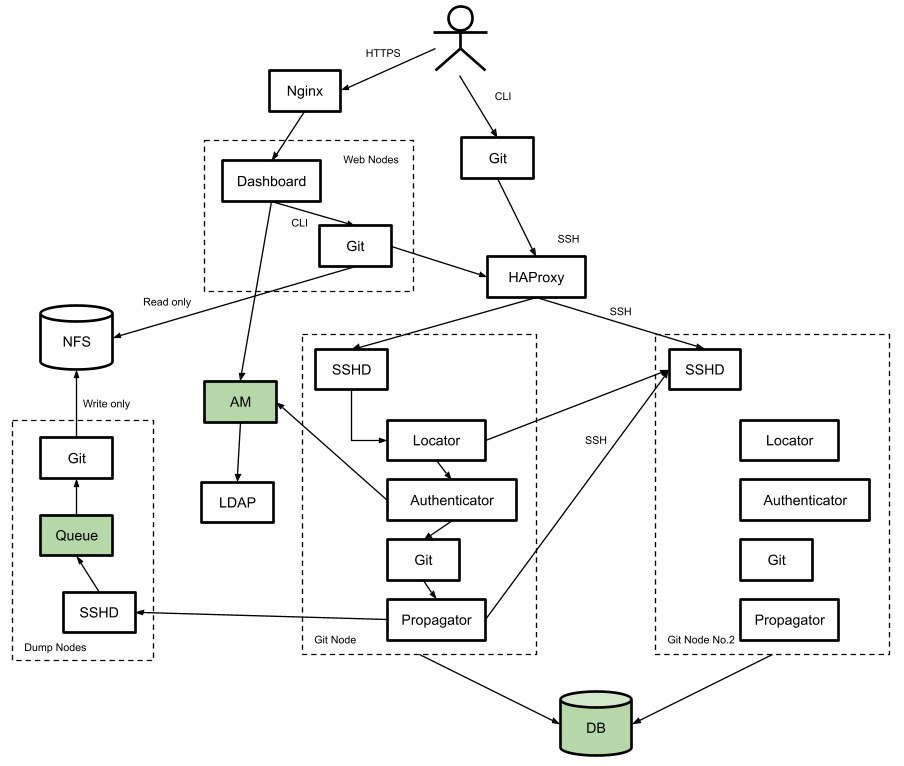 HTTPS
Nginx
CLI
Git
Web Nodes
Dashboard
CLI
Git
SSH
HAProxy
Read only
SSH
NFS
SSHD
SSHD
Write only
AM
Git
Locator
SSH
Locator
LDAP
Authenticator
Authenticator
Queue
Git
Git
SSHD
Propagator
Propagator
Dump Nodes
Git Node
Git Node No.2
DB